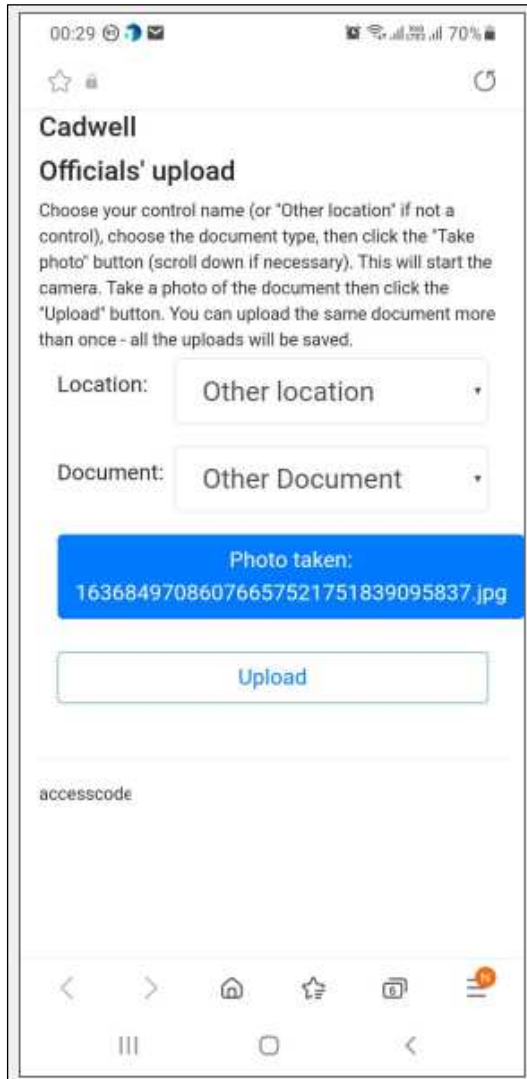 00:29 70%
Cadwell
Officials' upload
Choose your control name (or "Other location" if not a
control), choose the document type, then click the "Take
photo" button (scroll down if necessary). This will start the
camera. Take a photo of the document then click the
"Upload" button. You can upload the same document more
than once - all the uploads will be saved.
Location: Other location
Document: Other Document
Photo taken:
16368497086076657521751839095837.jpg
Upload
accesscode
6